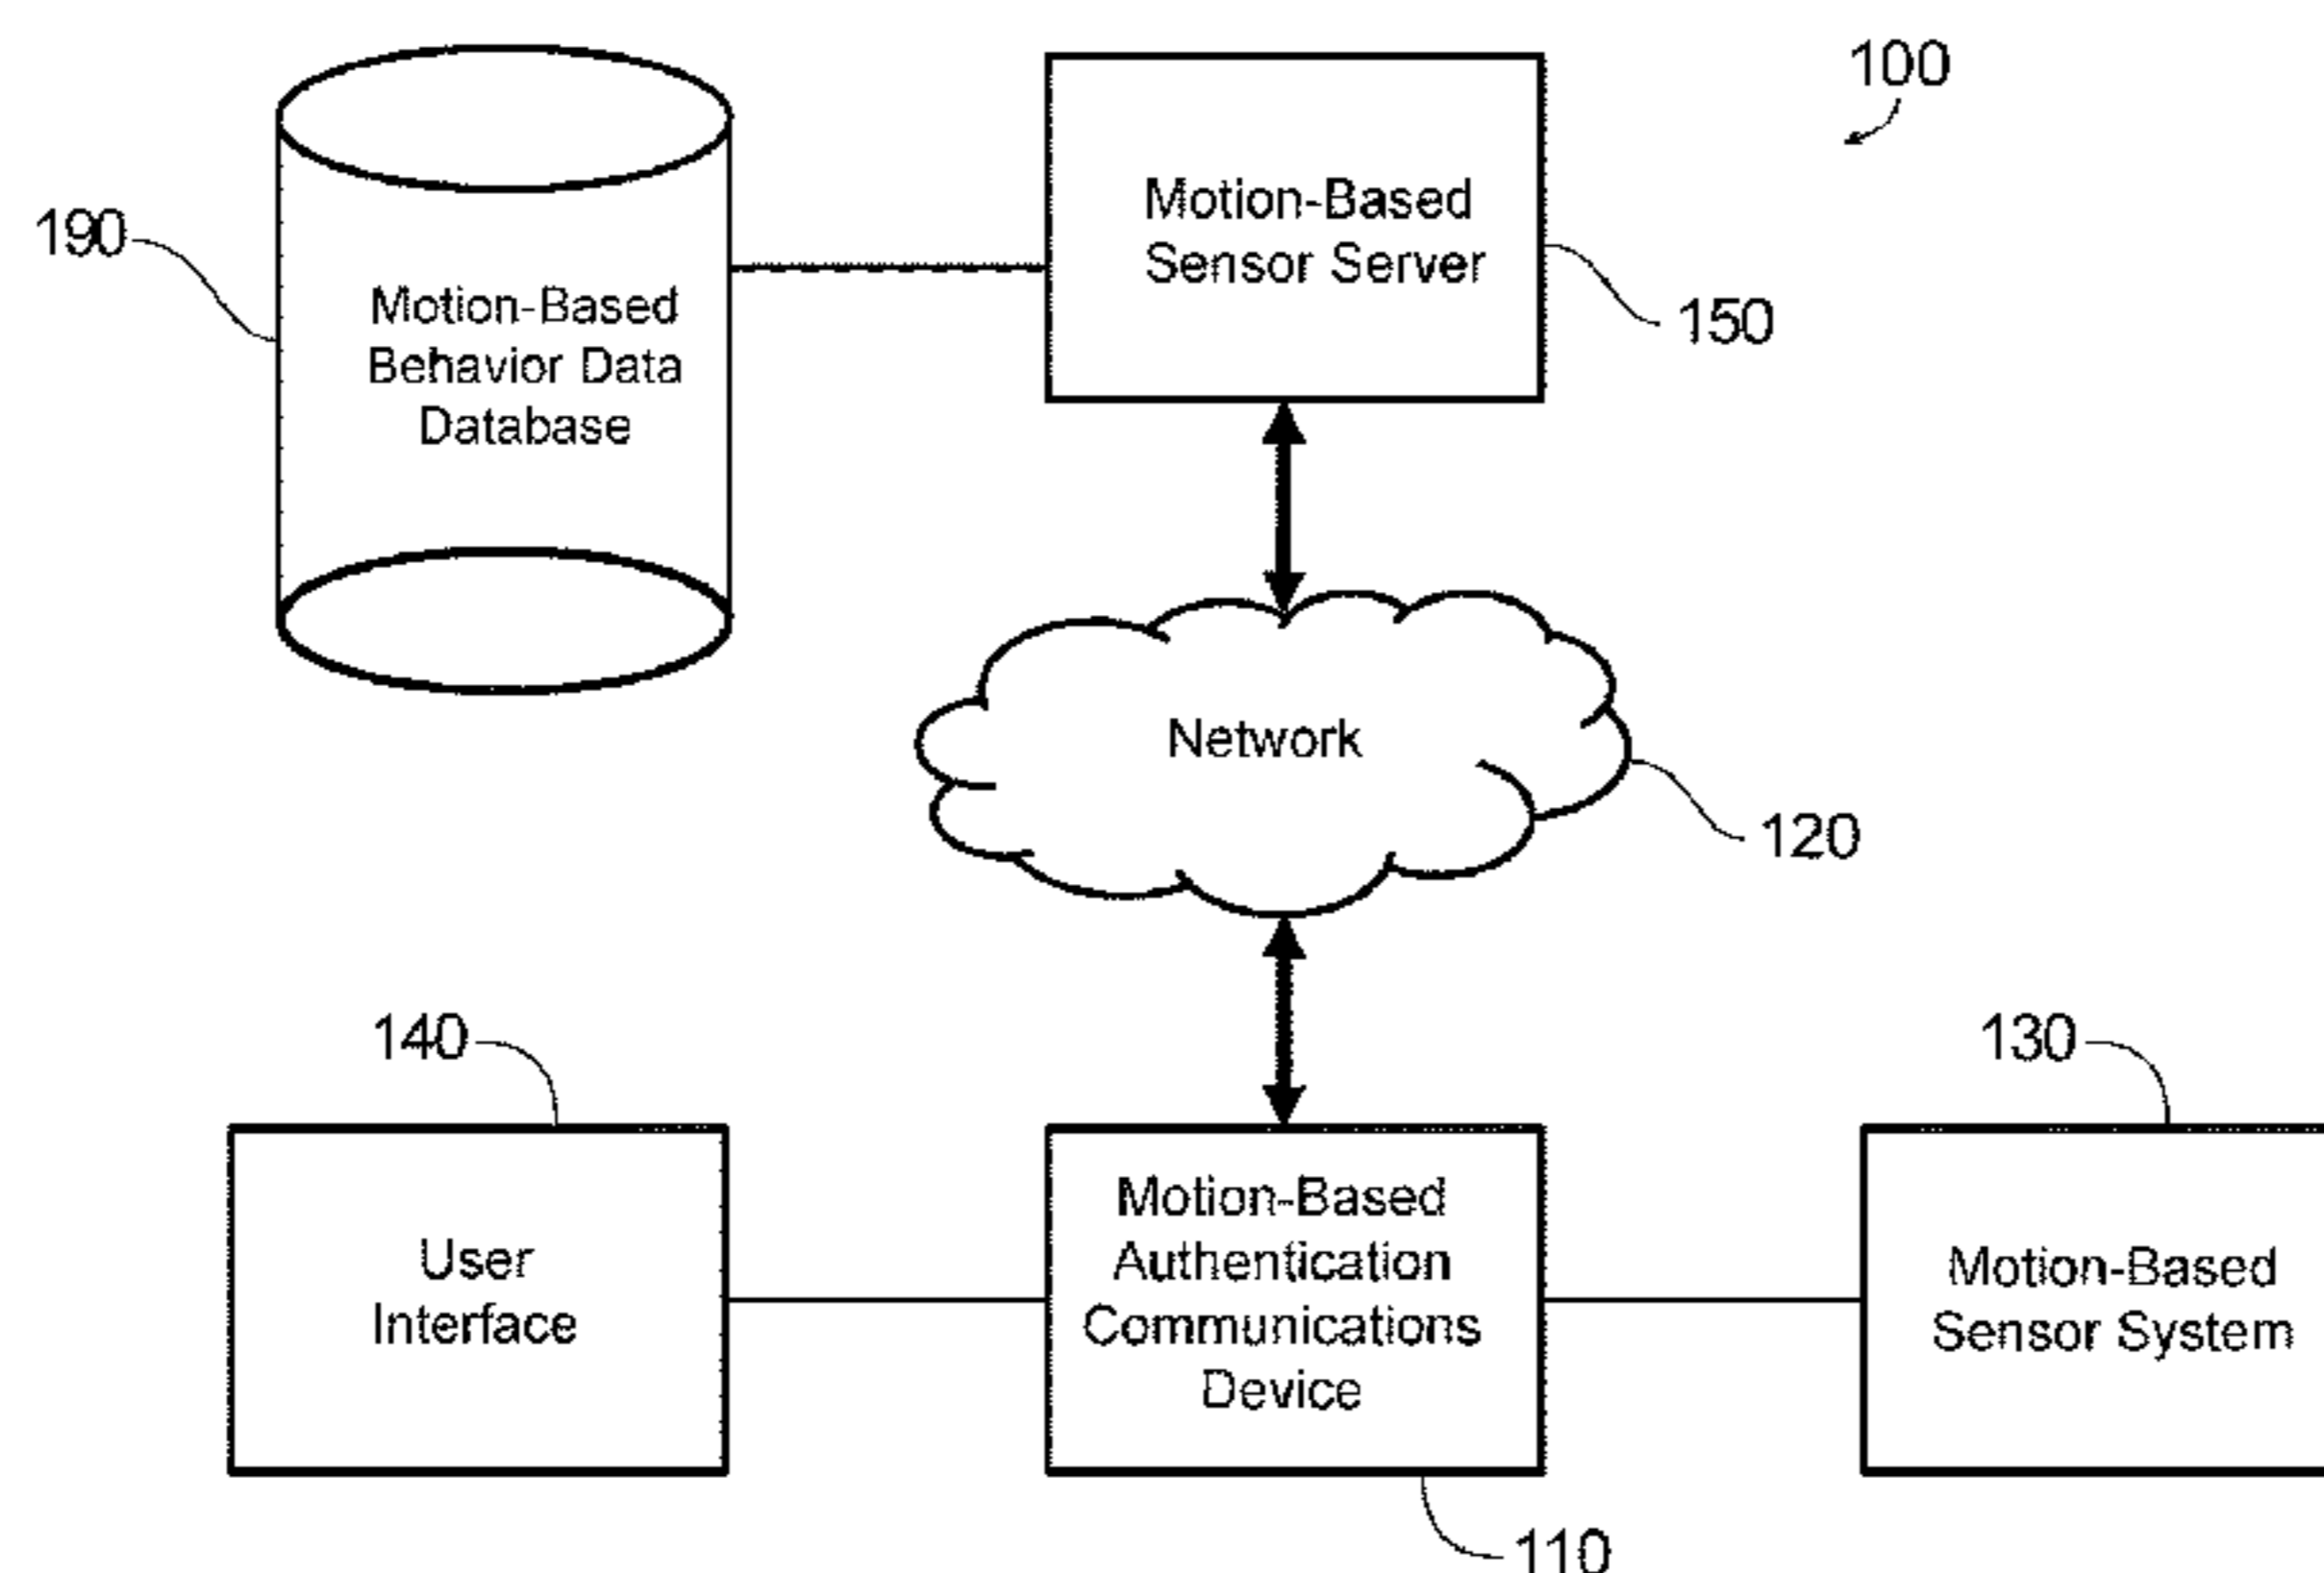 100
Motion-Based
Sensor Server
190
150
Motion-Based
Behavior Data
Database
Network
120
140
130
User
Interface
Motion-Based
Authentication
Communications
Device
Motion-Based
Sensor System
110